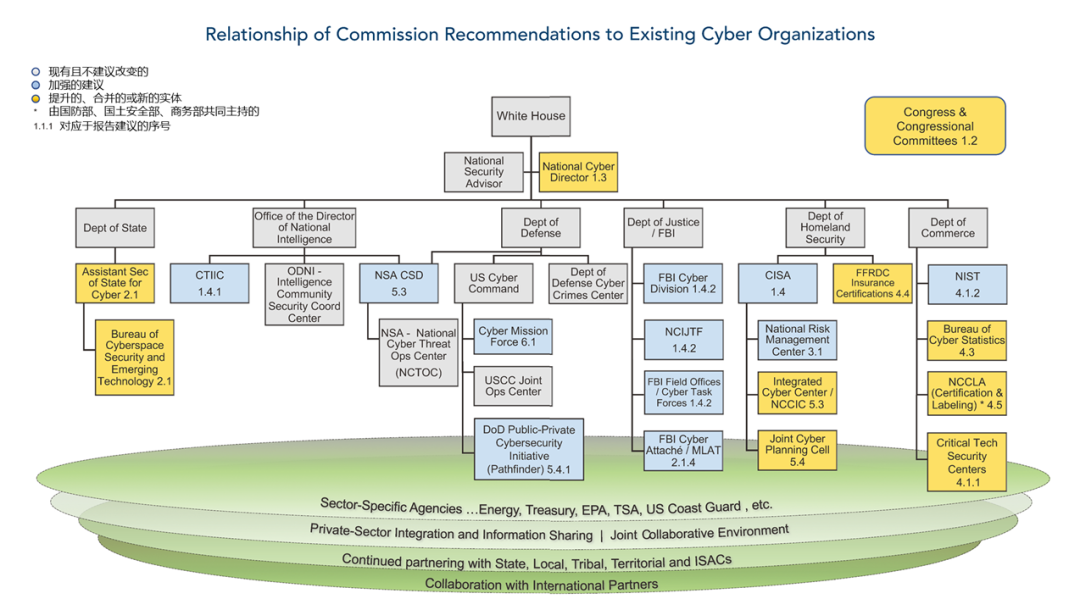 Relationship of Commission Recommendations to Existing Cyber Organizations
现有且不建议改变的
加强的建议
提升的、合并的或新的实体
* 由国防部、国土安全部、商务部共同主持的
1.1.1 对应于报告建议的序号
White House
Congress &
Congressional
Committees 1.2
National
Security
Advisor
National Cyber
Director 1.3
Dept of State
Office of the Director
of National
Intelligence
Dept of
Defense
Dept of Justice
/ FBI
Dept of
Homeland
Security
Dept of
Commerce
Assistant Sec
of State for
Cyber 2.1
CTIIC
1.4.1
ODNI -
Intelligence
Community
Security Coord
Center
NSA CSD
5.3
US Cyber
Command
Dept of
Defense Cyber
Crimes Center
FBI Cyber
Division 1.4.2
CISA
1.4
FFRDC
Insurance
Certifications 4.4
NIST
4.1.2
Bureau of
Cyberspace
Security and
Emerging
Technology 2.1
NSA - National
Cyber Threat
Ops Center
(NCTOC)
Cyber Mission
Force 6.1
NCIJTF
1.4.2
National Risk
Management
Center 3.1
Bureau of
Cyber Statistics
4.3
USCC Joint
Ops Center
FBI Field Offices
/ Cyber Task
Forces 1.4.2
Integrated
Cyber Center /
NCCIC 5.3
NCCLA
(Certification &
Labeling) * 4.5
DoD Public-Private
Cybersecurity
Initiative
(Pathfinder) 5.4.1
FBI Cyber
Attaché / MLAT
2.1.4
Joint Cyber
Planning Cell
5.4
Critical Tech
Security
Centers
4.1.1
Sector-Specific Agencies ...Energy, Treasury, EPA, TSA, US Coast Guard , etc.
Private-Sector Integration and Information Sharing | Joint Collaborative Environment
Continued partnering with State, Local, Tribal, Territorial and ISACs
Collaboration with International Partners